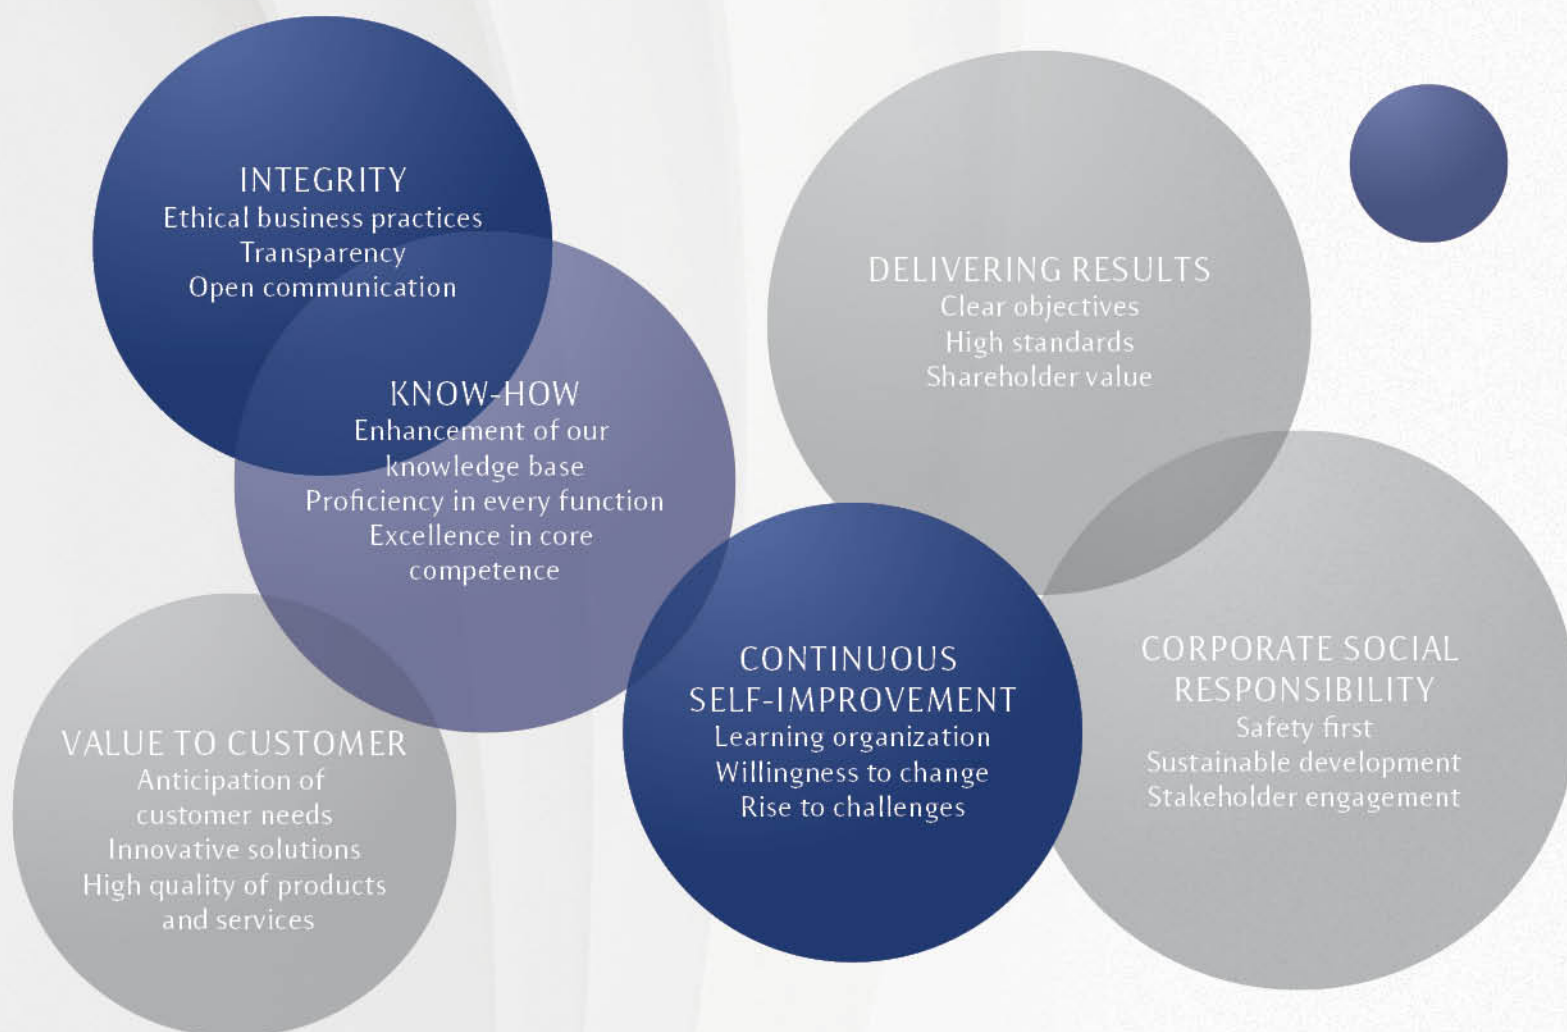 INTEGRITY
Ethical business practices
Transparency
Open communication
KNOW-HOW
Enhancement of our
knowledge base
Proficiency in every function
Excellence in core
competence
VALUE TO CUSTOMER
Anticipation of
customer needs
Innovative solutions
High quality of products
and services
DELIVERING RESULTS
Clear objectives
High standards
Shareholder value
CONTINUOUS
SELF-IMPROVEMENT
Learning organization
Willingness to change
Rise to challenges
CORPORATE SOCIAL
RESPONSIBILITY
Safety first
Sustainable development
Stakeholder engagement